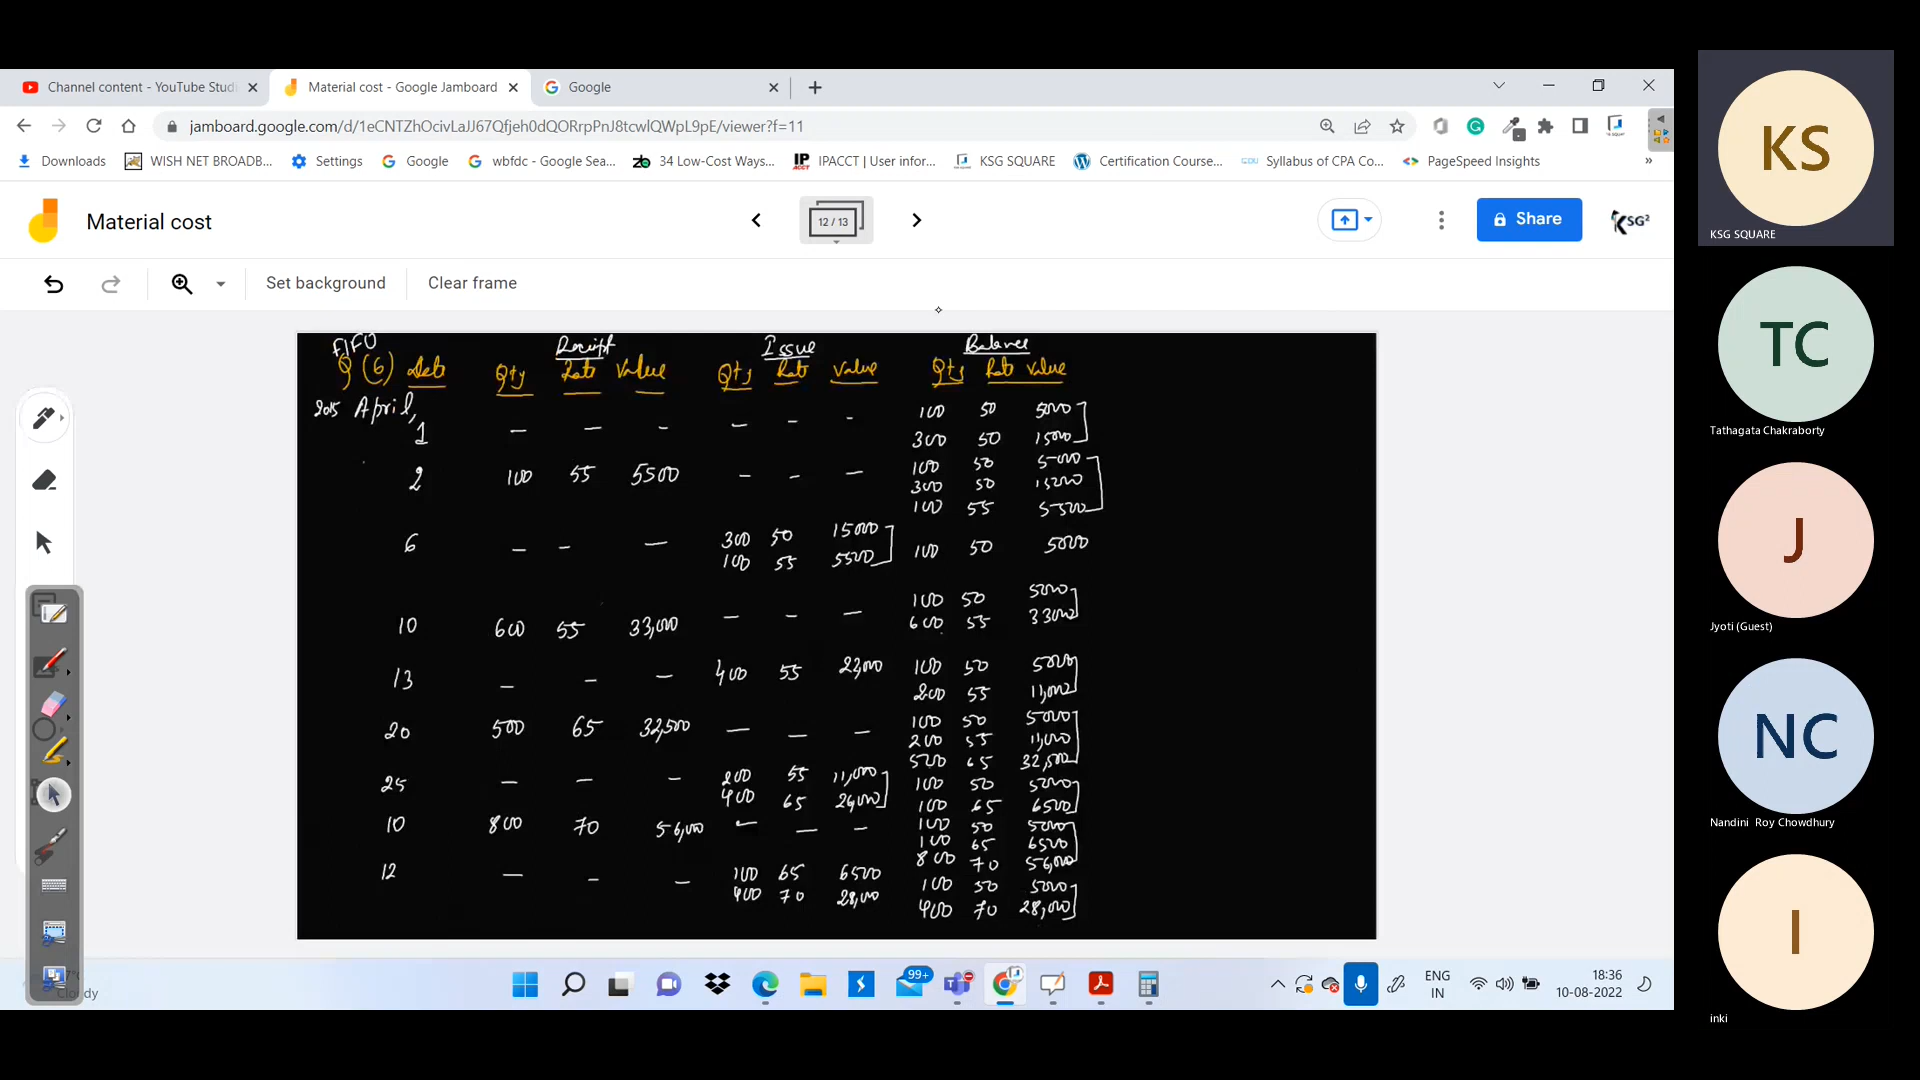 Channel content - YouTube Studi
Material cost - Google Jamboard
Google
jamboard.google.com/d/1eCNTZhOcivLaJJ67Qfjeh0dQORrpPnJ8tcwlQWpL9pE/viewer?f=11
Downloads WISH NET BROADB... Settings Google wbfdc - Google Sea... 34 Low-Cost Ways... IPACCT | User infor... KSG SQUARE Certification Course... Syllabus of CPA Co... PageSpeed Insights »
Material cost
12 / 13
Share
KSG²
Set background Clear frame
FIFO Receipt Issue Balance
Q (6) Date Qty Rate Value Qty Rate Value Qty Rate Value
2015 April, 100 50 5000
1 — — - — - - 300 50 15000
100 50 5000
2 100 55 5500 - - — 300 50 15000
100 55 5500
6 — — — 300 50 15000 100 50 5000
100 55 5500
10 600 55 33,000 — - — 100 50 5000
600 55 33000
13 — - — 400 55 22,000 100 50 5000
200 55 11,000
20 500 65 32,500 — — — 100 50 5000
200 55 11,000
500 65 32,500
25 — — — 200 55 11,000 100 50 5000
400 65 26,000 100 65 6500
10 800 70 56,000 — — — 100 50 5000
100 65 6500
800 70 56,000
12 — - — 100 65 6500 100 50 5000
400 70 28,000 400 70 28,000
KS
KSG SQUARE
TC
Tathagata Chakraborty
J
Jyoti (Guest)
NC
Nandini Roy Chowdhury
I
inki
99+
ENG
IN
18:36
10-08-2022